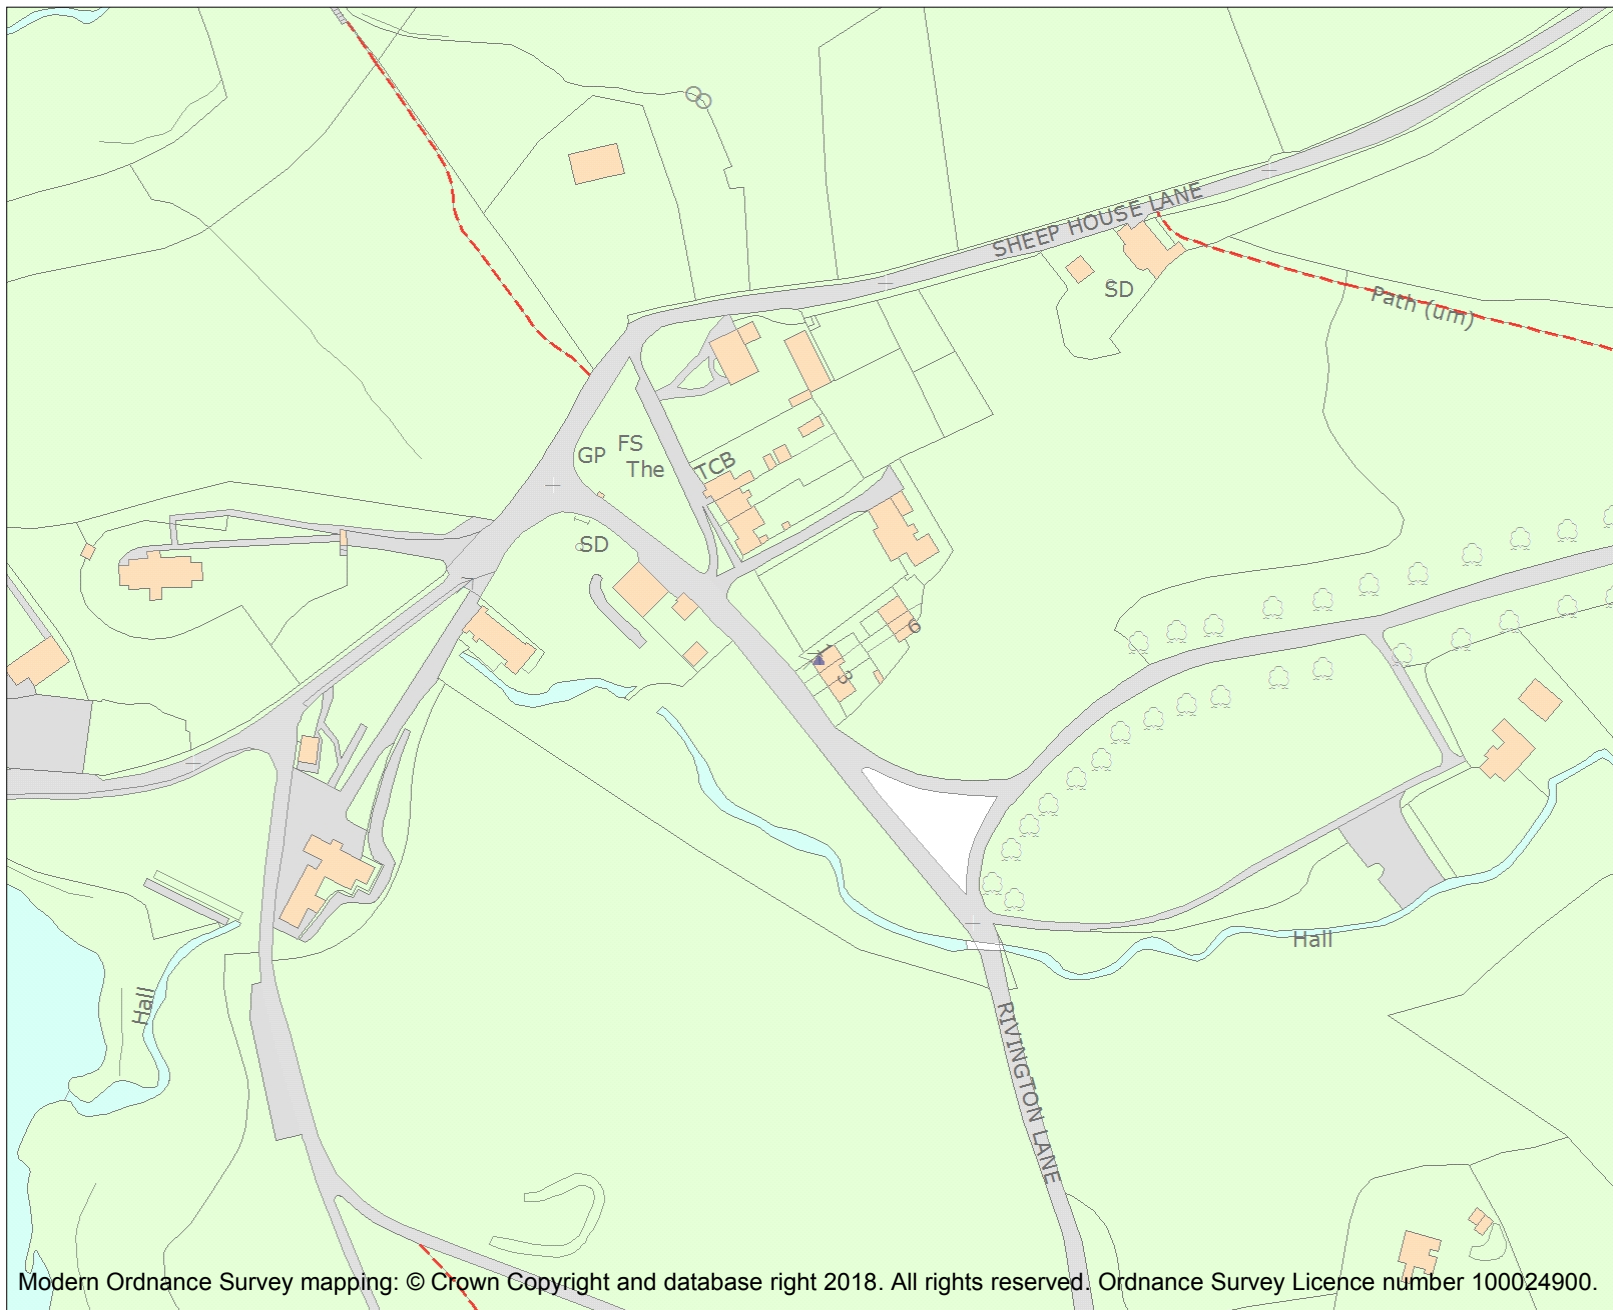 SHEEP HOUSE LANE
SD
Path (um)
FS
GP
The
TCB
SD
6
1
3
Hall
Hall
RIVINGTON LANE
Modern Ordnance Survey mapping: © Crown Copyright and database right 2018. All rights reserved. Ordnance Survey Licence number 100024900.